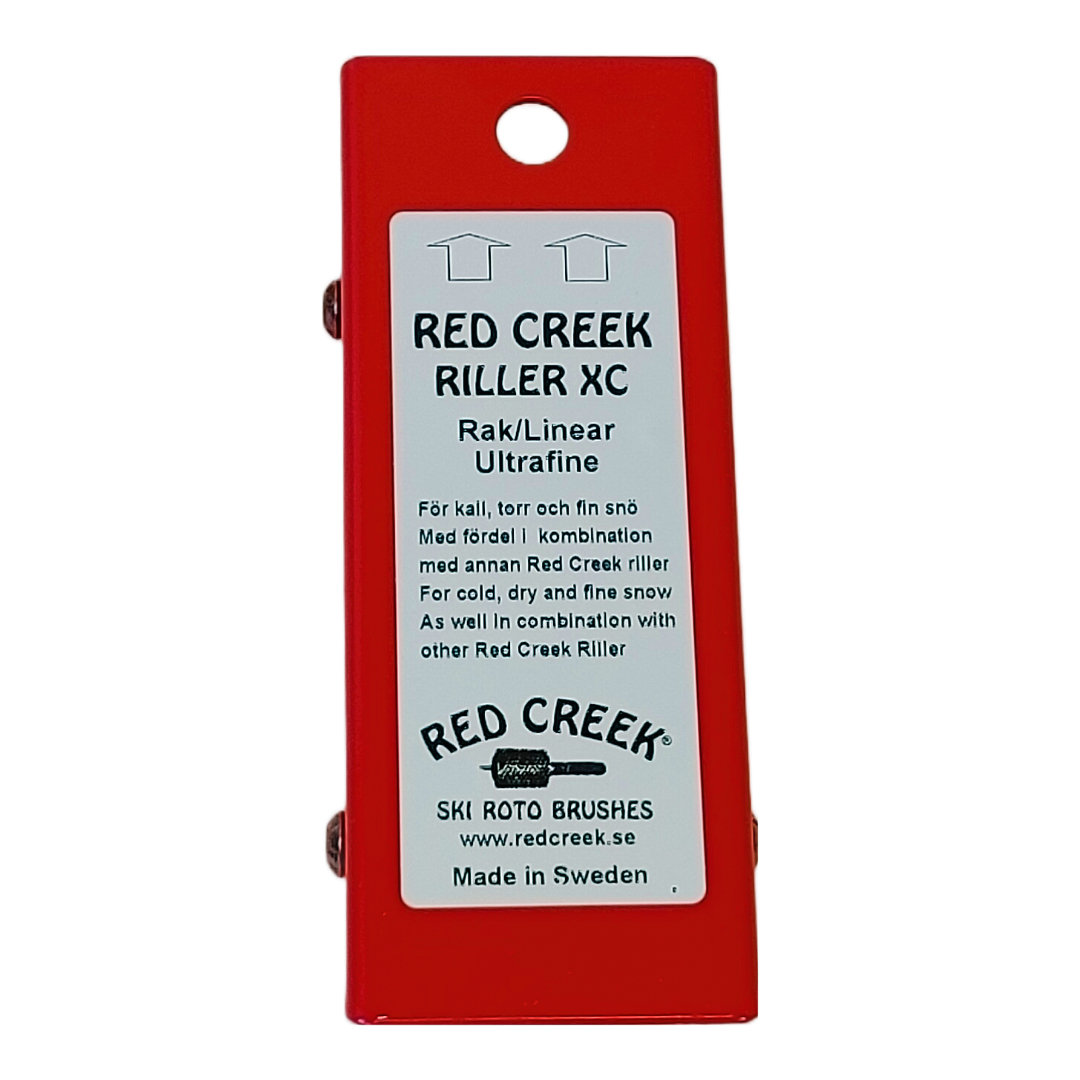 RED CREEK
RILLER XC
Rak/Linear
Ultrafine
För kall, torr och fin snö
Med fördel i kombination
med annan Red Creek riller
For cold, dry and fine snow
As well in combination with
other Red Creek Riller
RED CREEK®
SKI ROTO BRUSHES
www.redcreek.se
Made in Sweden